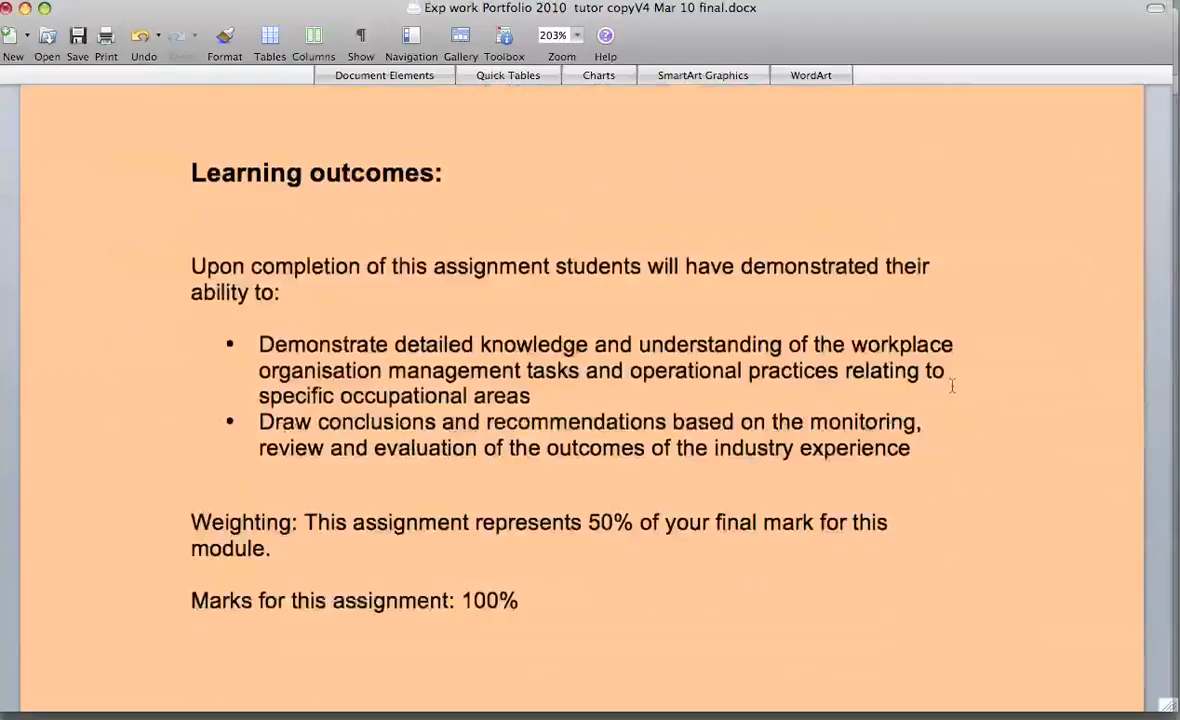 Exp work Portfolio 2010 tutor copyV4 Mar 10 final.docx
203%
New Open Save Print Undo Format Tables Columns Show Navigation Gallery Toolbox Zoom Help
Document Elements Quick Tables Charts SmartArt Graphics WordArt
Learning outcomes:
Upon completion of this assignment students will have demonstrated their
ability to:
• Demonstrate detailed knowledge and understanding of the workplace
organisation management tasks and operational practices relating to
specific occupational areas
• Draw conclusions and recommendations based on the monitoring,
review and evaluation of the outcomes of the industry experience
Weighting: This assignment represents 50% of your final mark for this
module.
Marks for this assignment: 100%